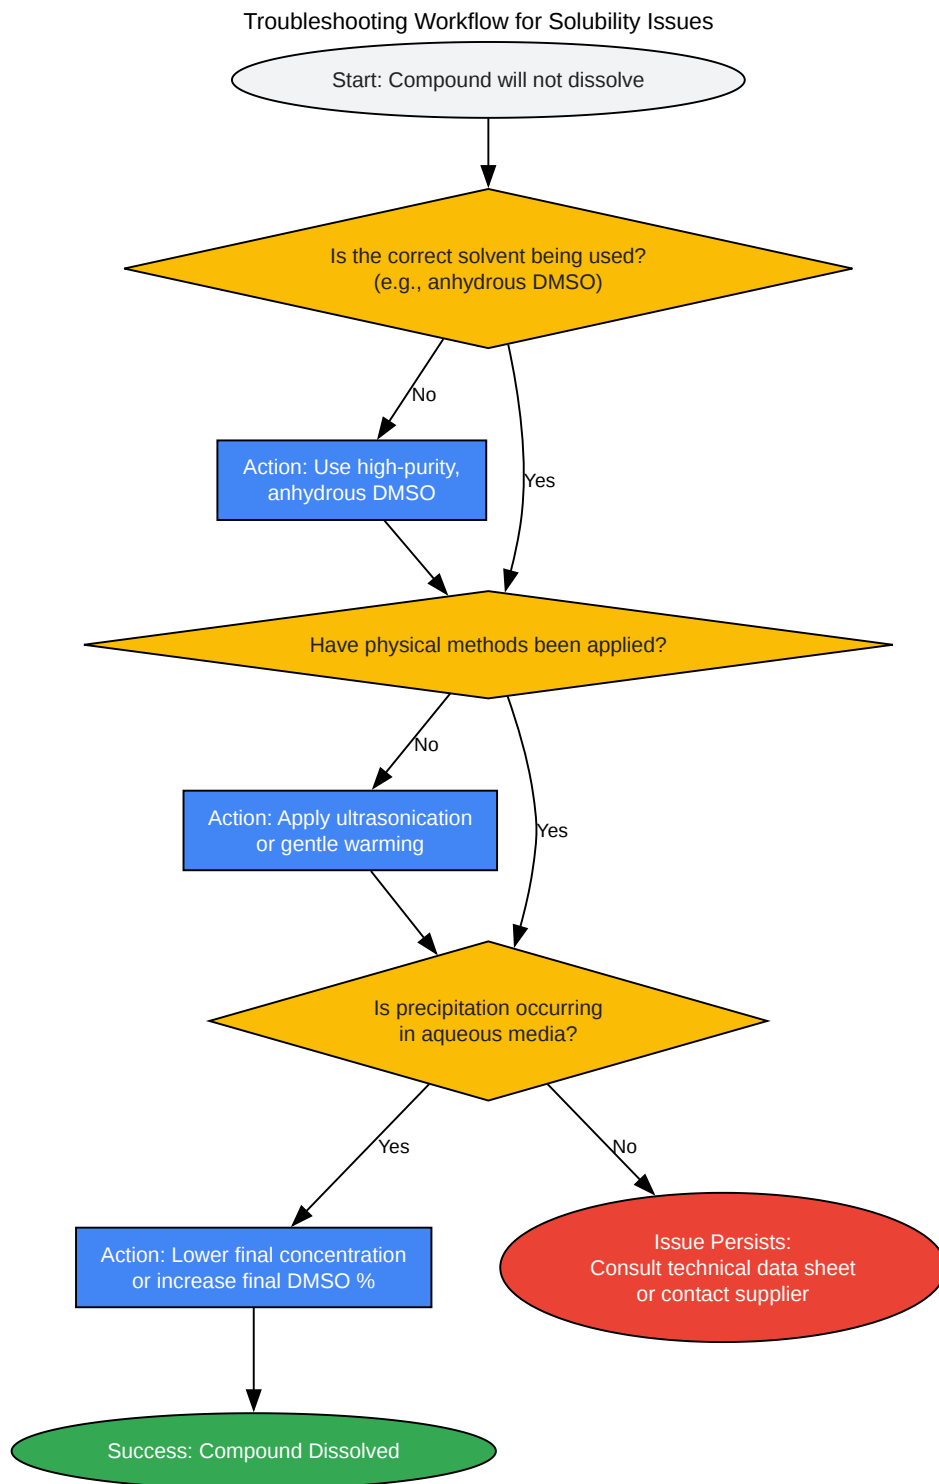 Troubleshooting Workflow for Solubility Issues
Start: Compound will not dissolve
Is the correct solvent being used?
(e.g., anhydrous DMSO)
No
Action: Use high-purity,
anhydrous DMSO
Yes
Have physical methods been applied?
No
Action: Apply ultrasonication
or gentle warming
Yes
Is precipitation occurring
in aqueous media?
Yes
No
Action: Lower final concentration
or increase final DMSO %
Issue Persists:
Consult technical data sheet
or contact supplier
Success: Compound Dissolved